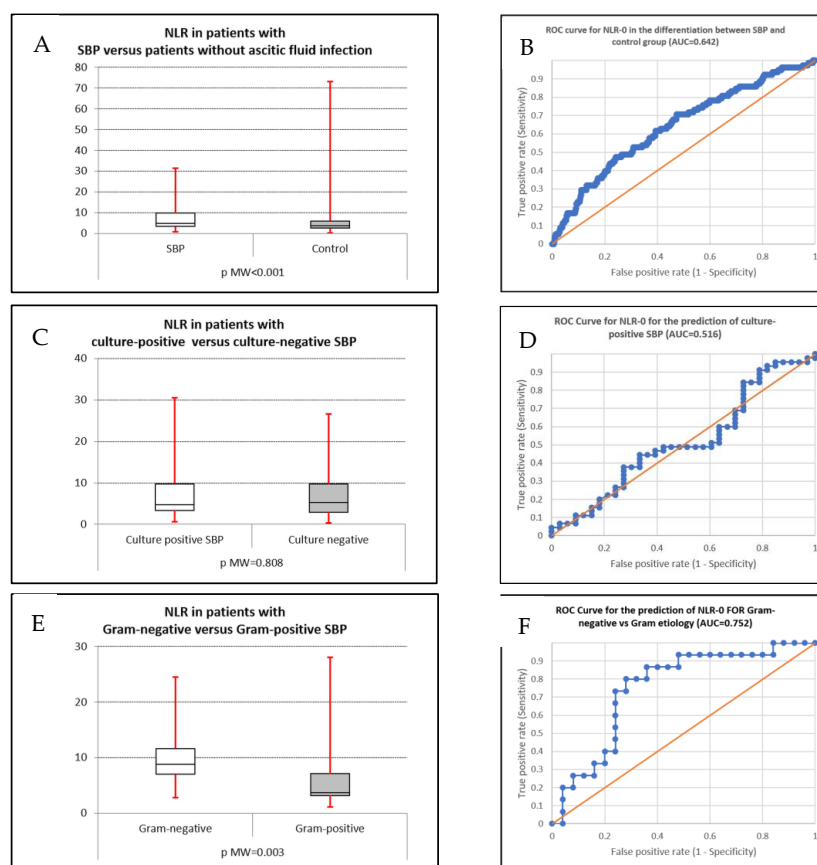 A
NLR in patients with
SBP versus patients without ascitic fluid infection
80
70
60
50
40
30
20
10
0
SBP Control
p MW<0.001
B
ROC curve for NLR-0 in the differentiation between SBP and
control group (AUC=0.642)
True positive rate (Sensitivity)
1
0.9
0.8
0.7
0.6
0.5
0.4
0.3
0.2
0.1
0
0 0.2 0.4 0.6 0.8 1
False positive rate (1 - Specificity)
C
NLR in patients with
culture-positive versus culture-negative SBP
40
30
20
10
0
Culture positive SBP Culture negative
p MW=0.808
D
ROC Curve for NLR-0 for the prediction of culture-
positive SBP (AUC=0.516)
True positive rate (Sensitivity)
1
0.9
0.8
0.7
0.6
0.5
0.4
0.3
0.2
0.1
0
0 0.2 0.4 0.6 0.8 1
False positive rate (1 - Specificity)
E
NLR in patients with
Gram-negative versus Gram-positive SBP
30
20
10
0
Gram-negative Gram-positive
p MW=0.003
F
ROC Curve for the prediction of NLR-0 FOR Gram-
negative vs Gram etiology (AUC=0.752)
True positive rate (Sensitivity)
1
0.9
0.8
0.7
0.6
0.5
0.4
0.3
0.2
0.1
0
0 0.2 0.4 0.6 0.8 1
False positive rate (1 - Specificity)